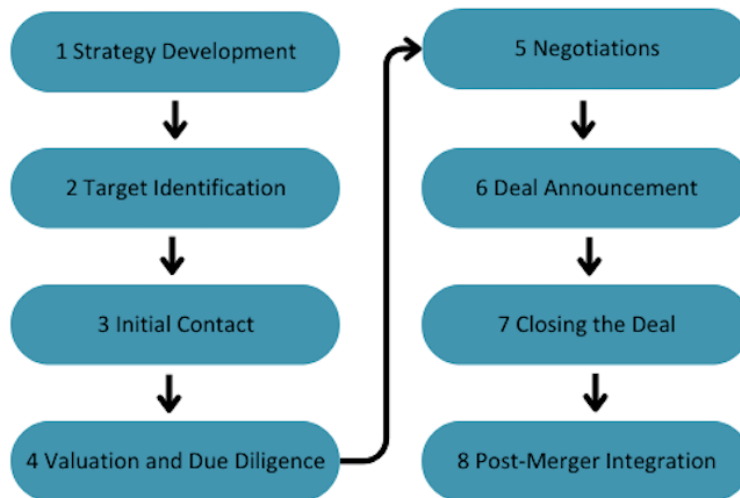 1 Strategy Development
2 Target Identification
3 Initial Contact
4 Valuation and Due Diligence
5 Negotiations
6 Deal Announcement
7 Closing the Deal
8 Post-Merger Integration